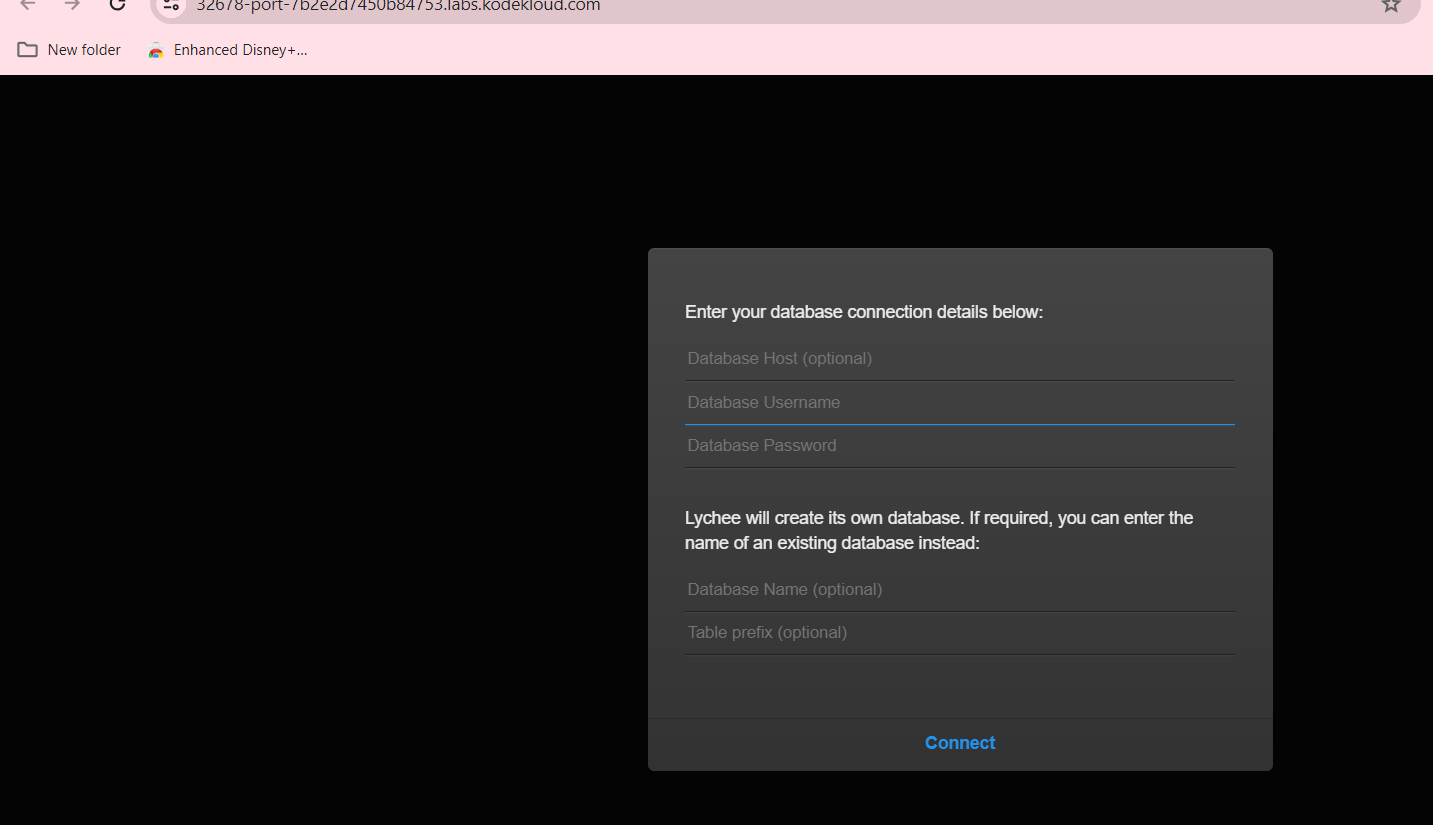 32678-port-7b2e2d7450b84753.labs.kodekloud.com
New folder
Enhanced Disney+...
Enter your database connection details below:
Database Host (optional)
Database Username
Database Password
Lychee will create its own database. If required, you can enter the
name of an existing database instead:
Database Name (optional)
Table prefix (optional)
Connect